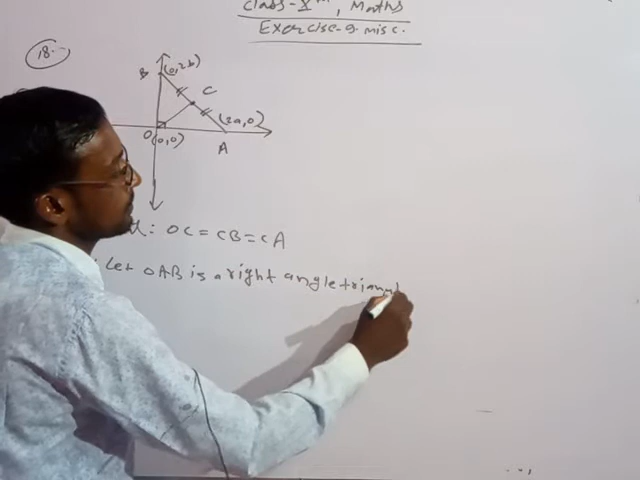 Class-Xth, Maths
Exercise-9 misc.
18.
B (0,2b)
C
(2a,0)
O (0,0)
A
OC = CB = CA
Let OAB is a right angle triangl